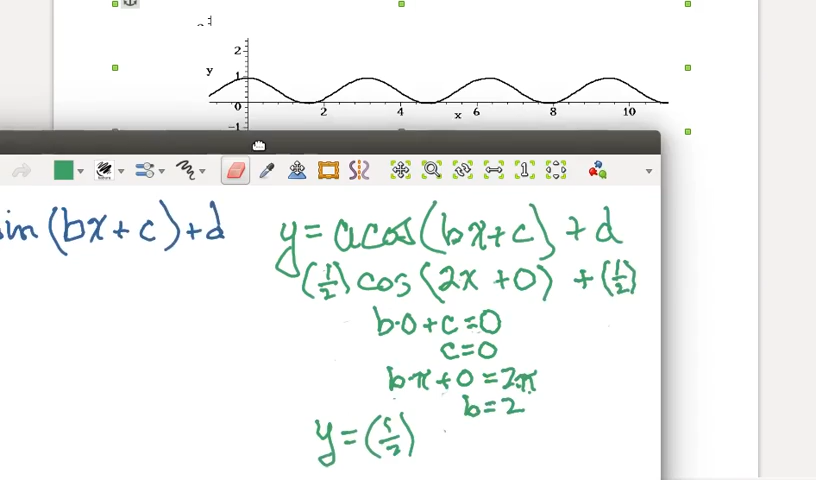 2
y
1
0
2
4
x
6
8
10
-1
in (bx + c) + d
y = a cos (bx + c) + d
(1/2) cos (2x + 0) + (1/2)
b·0 + c = 0
c = 0
b·π + 0 = 2π
b = 2
y = (1/2)